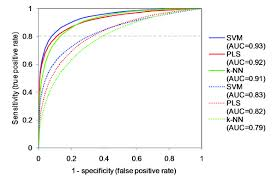 1
0.8
0.6
0.4
0.2
0
0 0.2 0.4 0.6 0.8 1
Sensitivity (true positive rate)
1 - specificity (false positive rate)
SVM
(AUC=0.93)
PLS
(AUC=0.92)
k-NN
(AUC=0.91)
SVM
(AUC=0.83)
PLS
(AUC=0.82)
k-NN
(AUC=0.79)